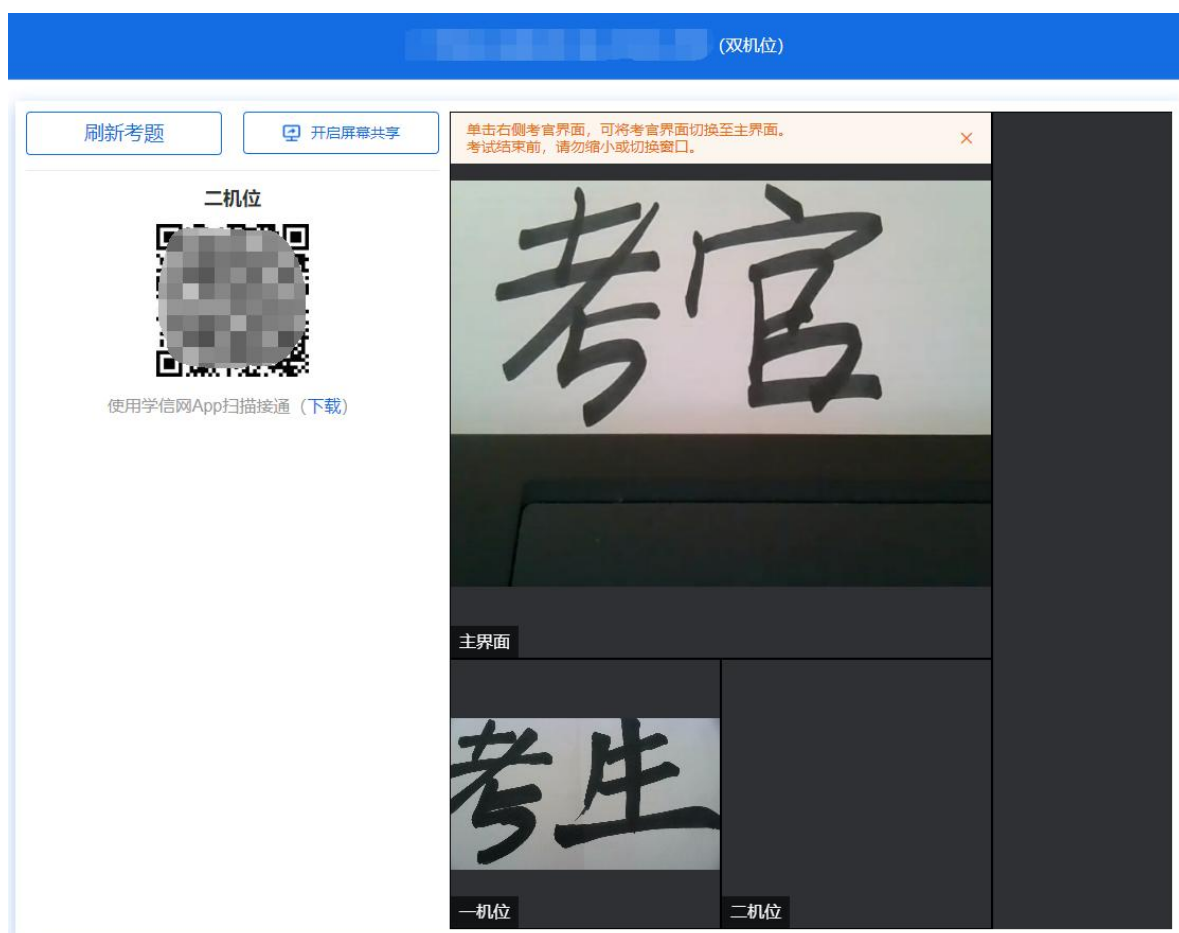 (双机位)
刷新考题
开启屏幕共享
二机位
使用学信网App扫描接通（下载）
单击右侧考官界面，可将考官界面切换至主界面。
考试结束前，请勿缩小或切换窗口。
考官
主界面
考生
一机位
二机位